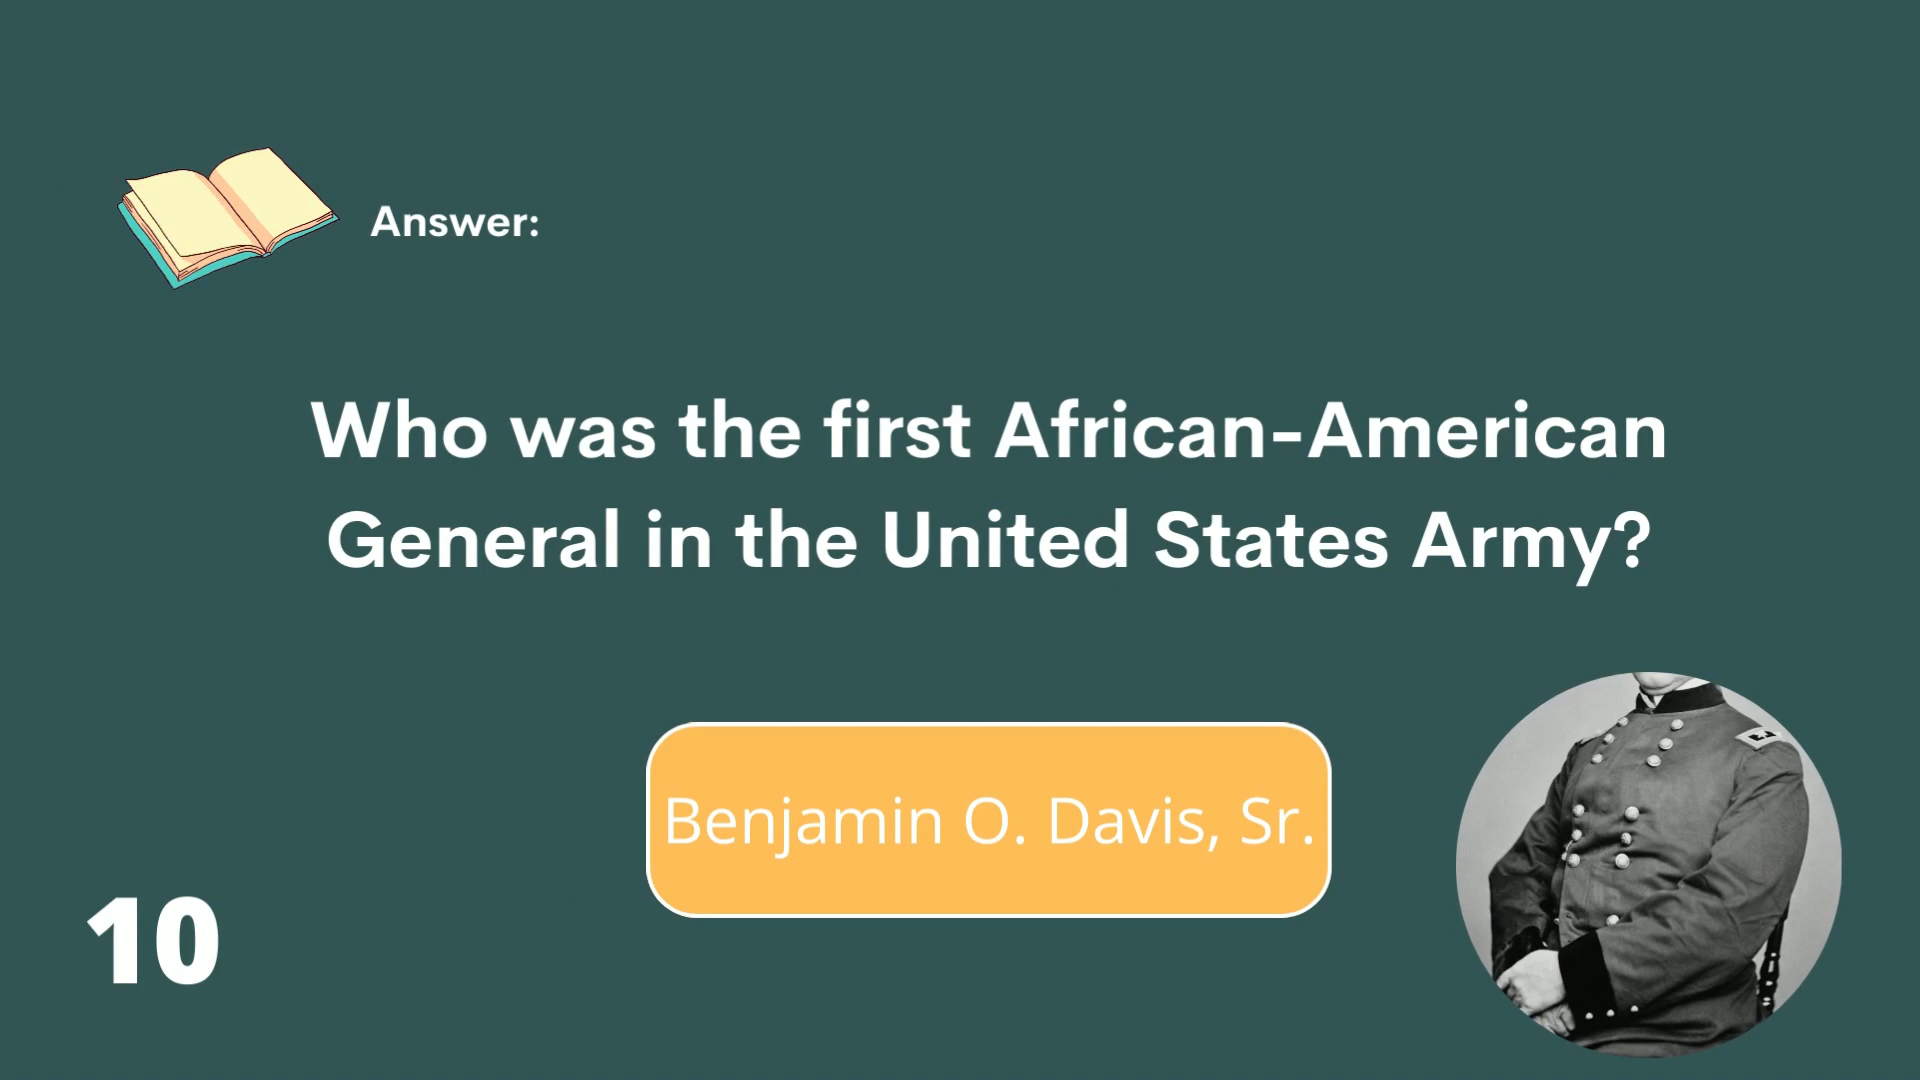 Answer:
Who was the first African-American
General in the United States Army?
Benjamin O. Davis, Sr.
10